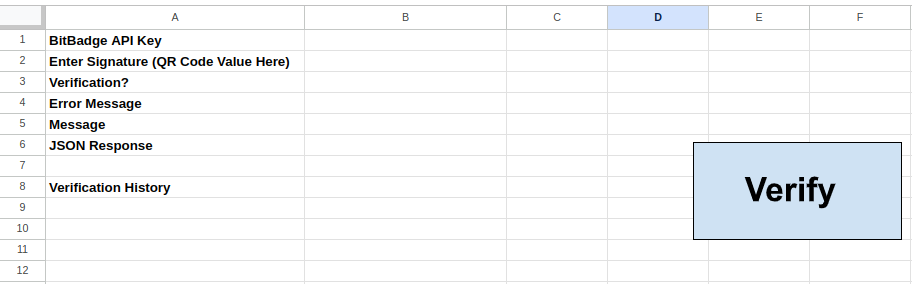 A B C D E F
1 BitBadge API Key
2 Enter Signature (QR Code Value Here)
3 Verification?
4 Error Message
5 Message
6 JSON Response
7
8 Verification History
Verify
9
10
11
12